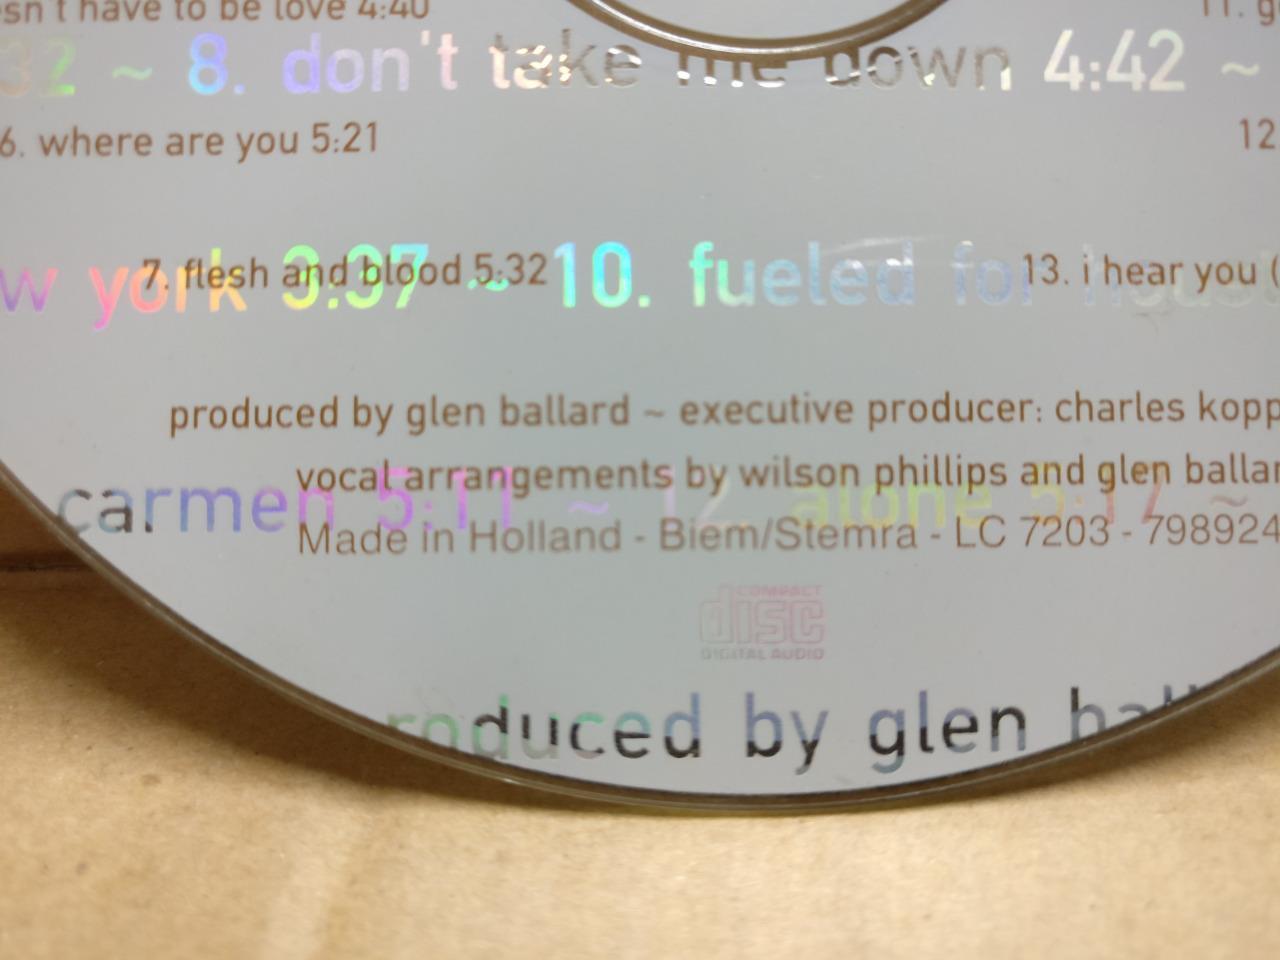 sn't have to be love 4:40
11. g
32 ~ 8. don't take me down 4:42 ~
6. where are you 5:21
12
w york 3:37 ~ 10. fueled for
7. flesh and blood 5:32
13. i hear you (
produced by glen ballard ~ executive producer: charles kopp
vocal arrangements by wilson phillips and glen ballar
carmen 5:11 ~ 12. alone 5:17 ~
Made in Holland - Biem/Stemra - LC 7203 - 798924
COMPACT
disc
DIGITAL AUDIO
roduced by glen ball